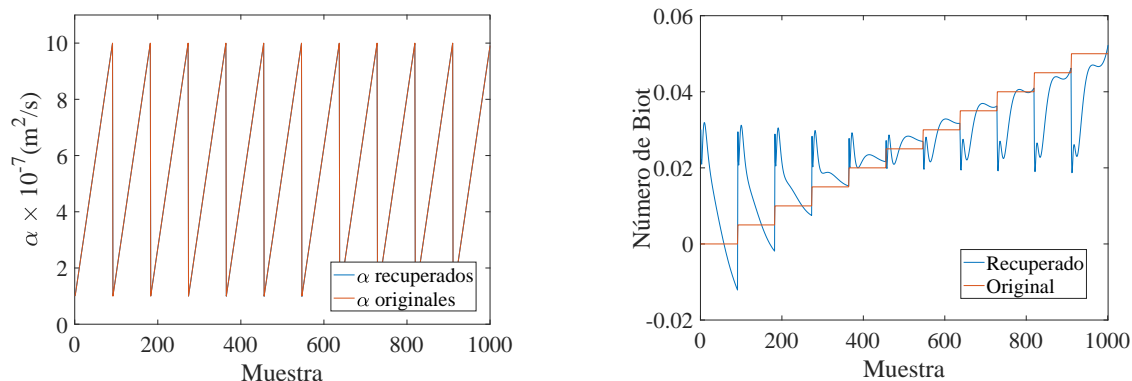 10
8
6
4
2
0
α × 10⁻⁷(m²/s)
α recuperados
α originales
0 200 400 600 800 1000
Muestra
0.06
0.04
0.02
0
-0.02
Número de Biot
Recuperado
Original
0 200 400 600 800 1000
Muestra